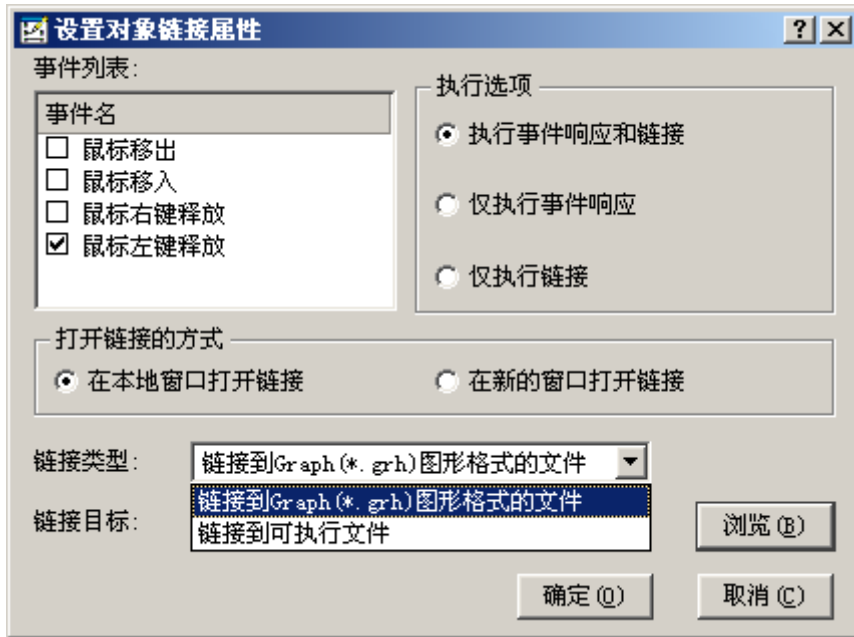 设置对象链接属性
事件列表:
事件名
鼠标移出
鼠标移入
鼠标右键释放
鼠标左键释放
执行选项
执行事件响应和链接
仅执行事件响应
仅执行链接
打开链接的方式
在本地窗口打开链接
在新的窗口打开链接
链接类型:
链接到Graph(*.grh)图形格式的文件
链接到Graph(*.grh)图形格式的文件
链接到可执行文件
链接目标:
浏览(B)
确定(O)
取消(C)